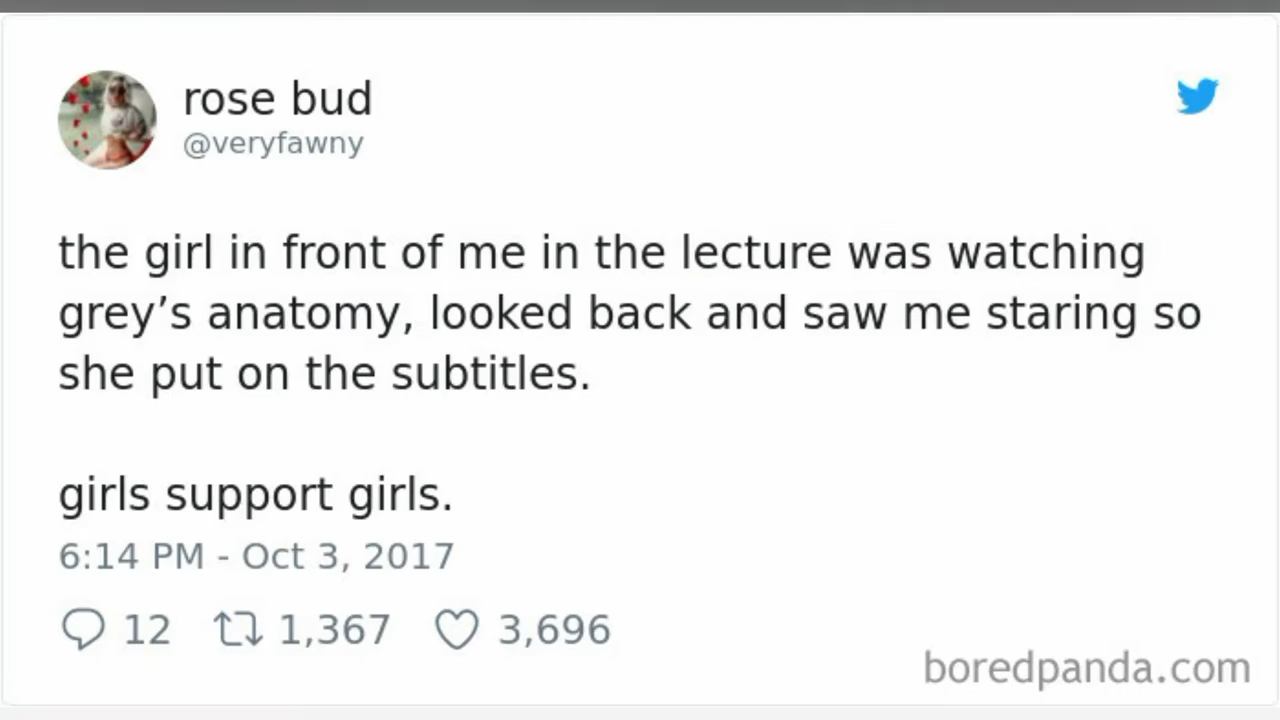 rose bud
@veryfawny
the girl in front of me in the lecture was watching
grey’s anatomy, looked back and saw me staring so
she put on the subtitles.
girls support girls.
6:14 PM - Oct 3, 2017
12 1,367 3,696
boredpanda.com